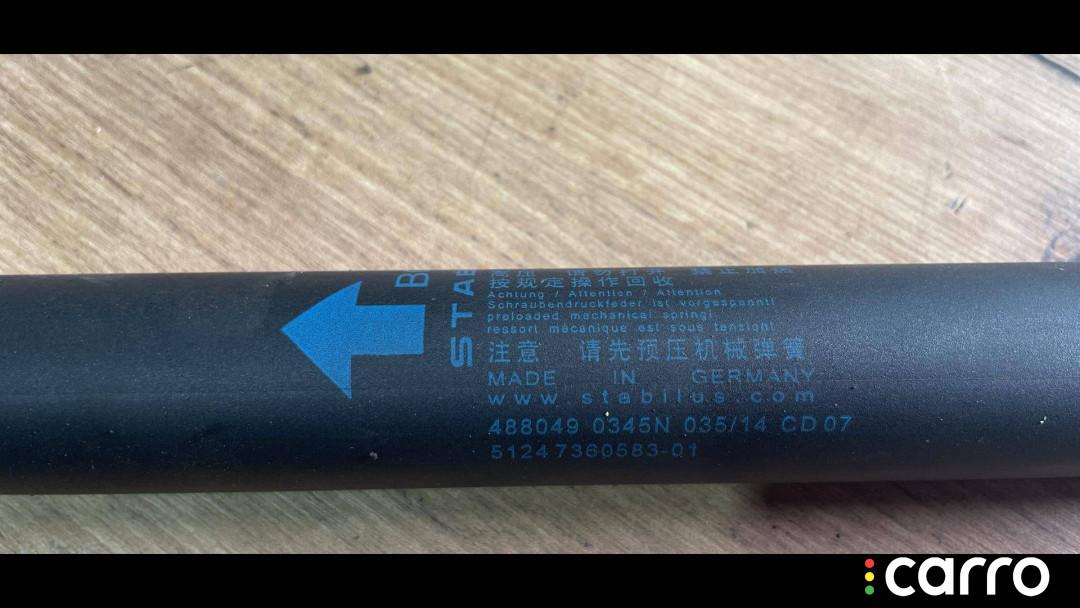 B
STAB
按规定操作回收
Achtung / Attention / Attention
Schraubendruckfeder ist vorgespannt!
preloaded mechanical spring!
ressort mécanique est sous tension!
注意 请先预压机械弹簧
MADE IN GERMANY
www.stabilus.com
488049 0345N 035/14 CD07
51247360583-01
carro